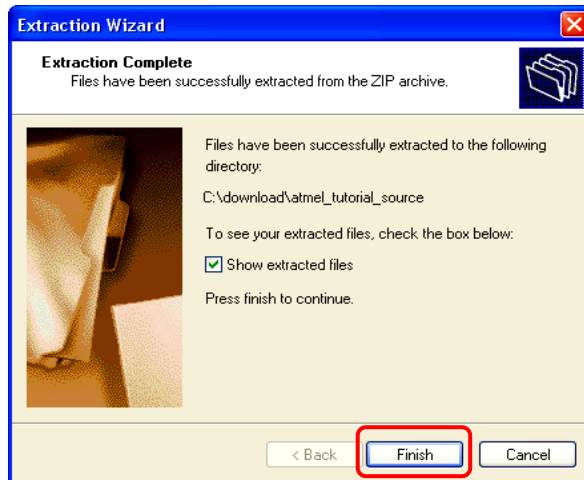 Extraction Wizard
Extraction Complete
Files have been successfully extracted from the ZIP archive.
Files have been successfully extracted to the following
directory:
C:\download\atmel_tutorial_source
To see your extracted files, check the box below:
Show extracted files
Press finish to continue.
< Back Finish Cancel